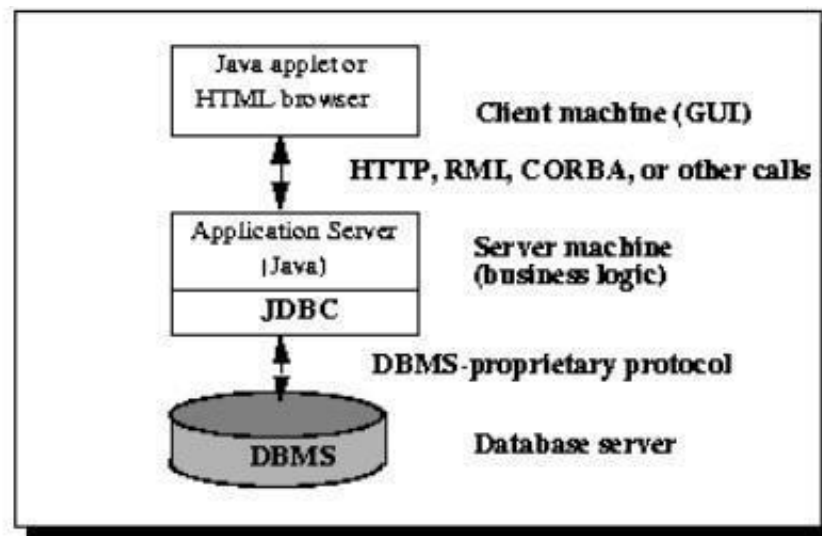 Java applet or
HTML browser
Client machine (GUI)
HTTP, RMI, CORBA, or other calls
Application Server
(Java)
Server machine
(business logic)
JDBC
DBMS-proprietary protocol
DBMS
Database server